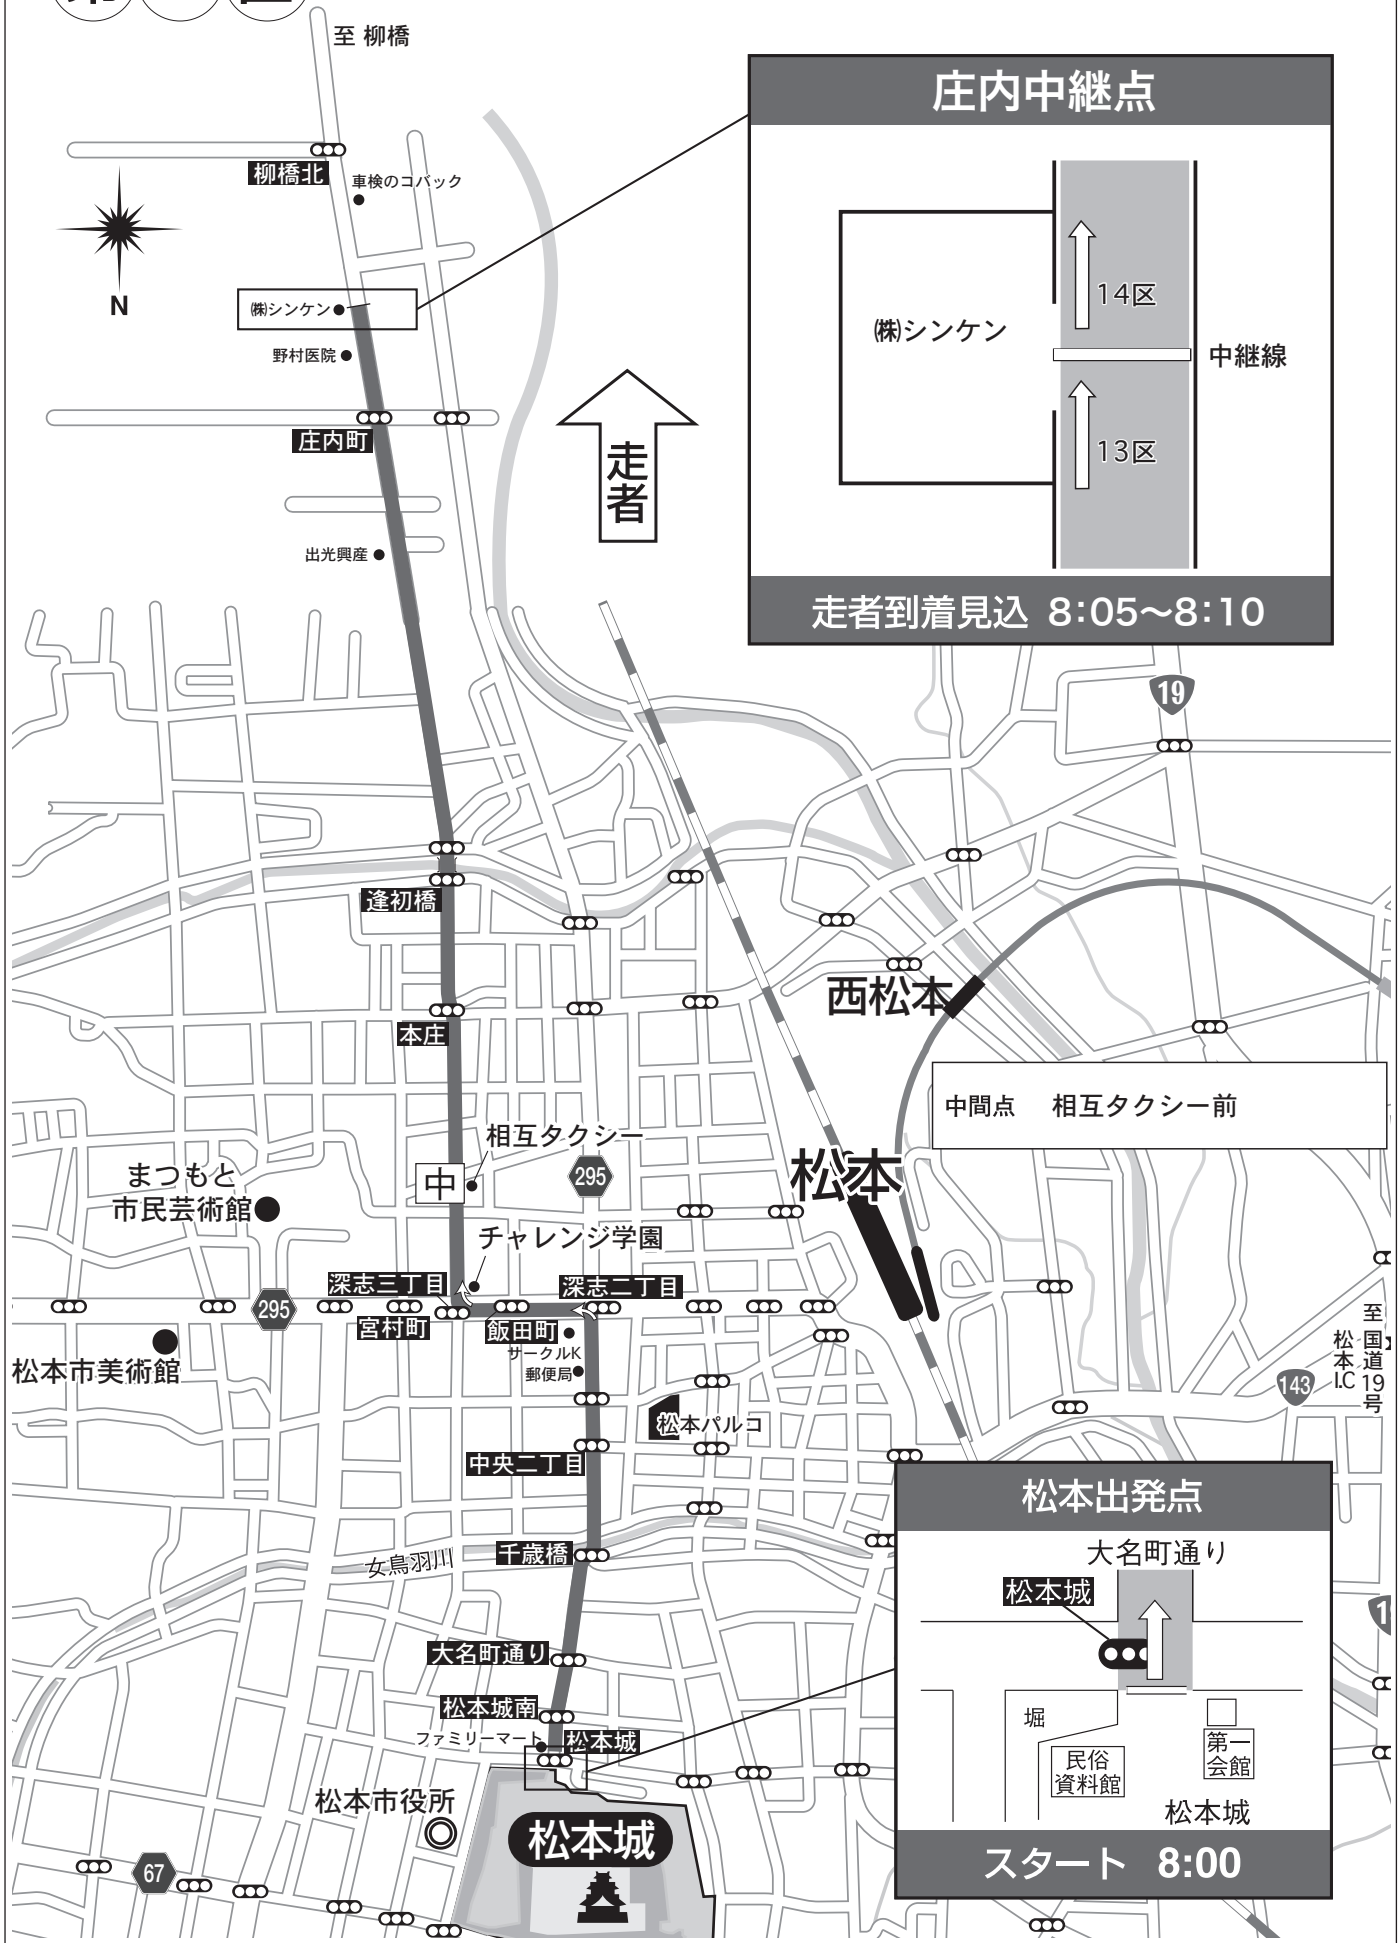 至 柳橋
柳橋北
車検のコバック
N
㈱シンケン
野村医院
庄内町
出光興産
走者
庄内中継点
14区
㈱シンケン
中継線
13区
走者到着見込 8:05〜8:10
19
逢初橋
西松本
本庄
中間点 相互タクシー前
相互タクシー
松本
中
295
まつもと
市民芸術館
チャレンジ学園
深志三丁目
深志二丁目
295
宮村町
飯田町
サークルK
郵便局
松本市美術館
至国道19号
松本I.C
143
松本パルコ
中央二丁目
千歳橋
女鳥羽川
大名町通り
松本城南
ファミリーマート
松本城
松本市役所
松本城
67
松本出発点
大名町通り
松本城
堀
民俗
資料館
第一
会館
松本城
スタート 8:00